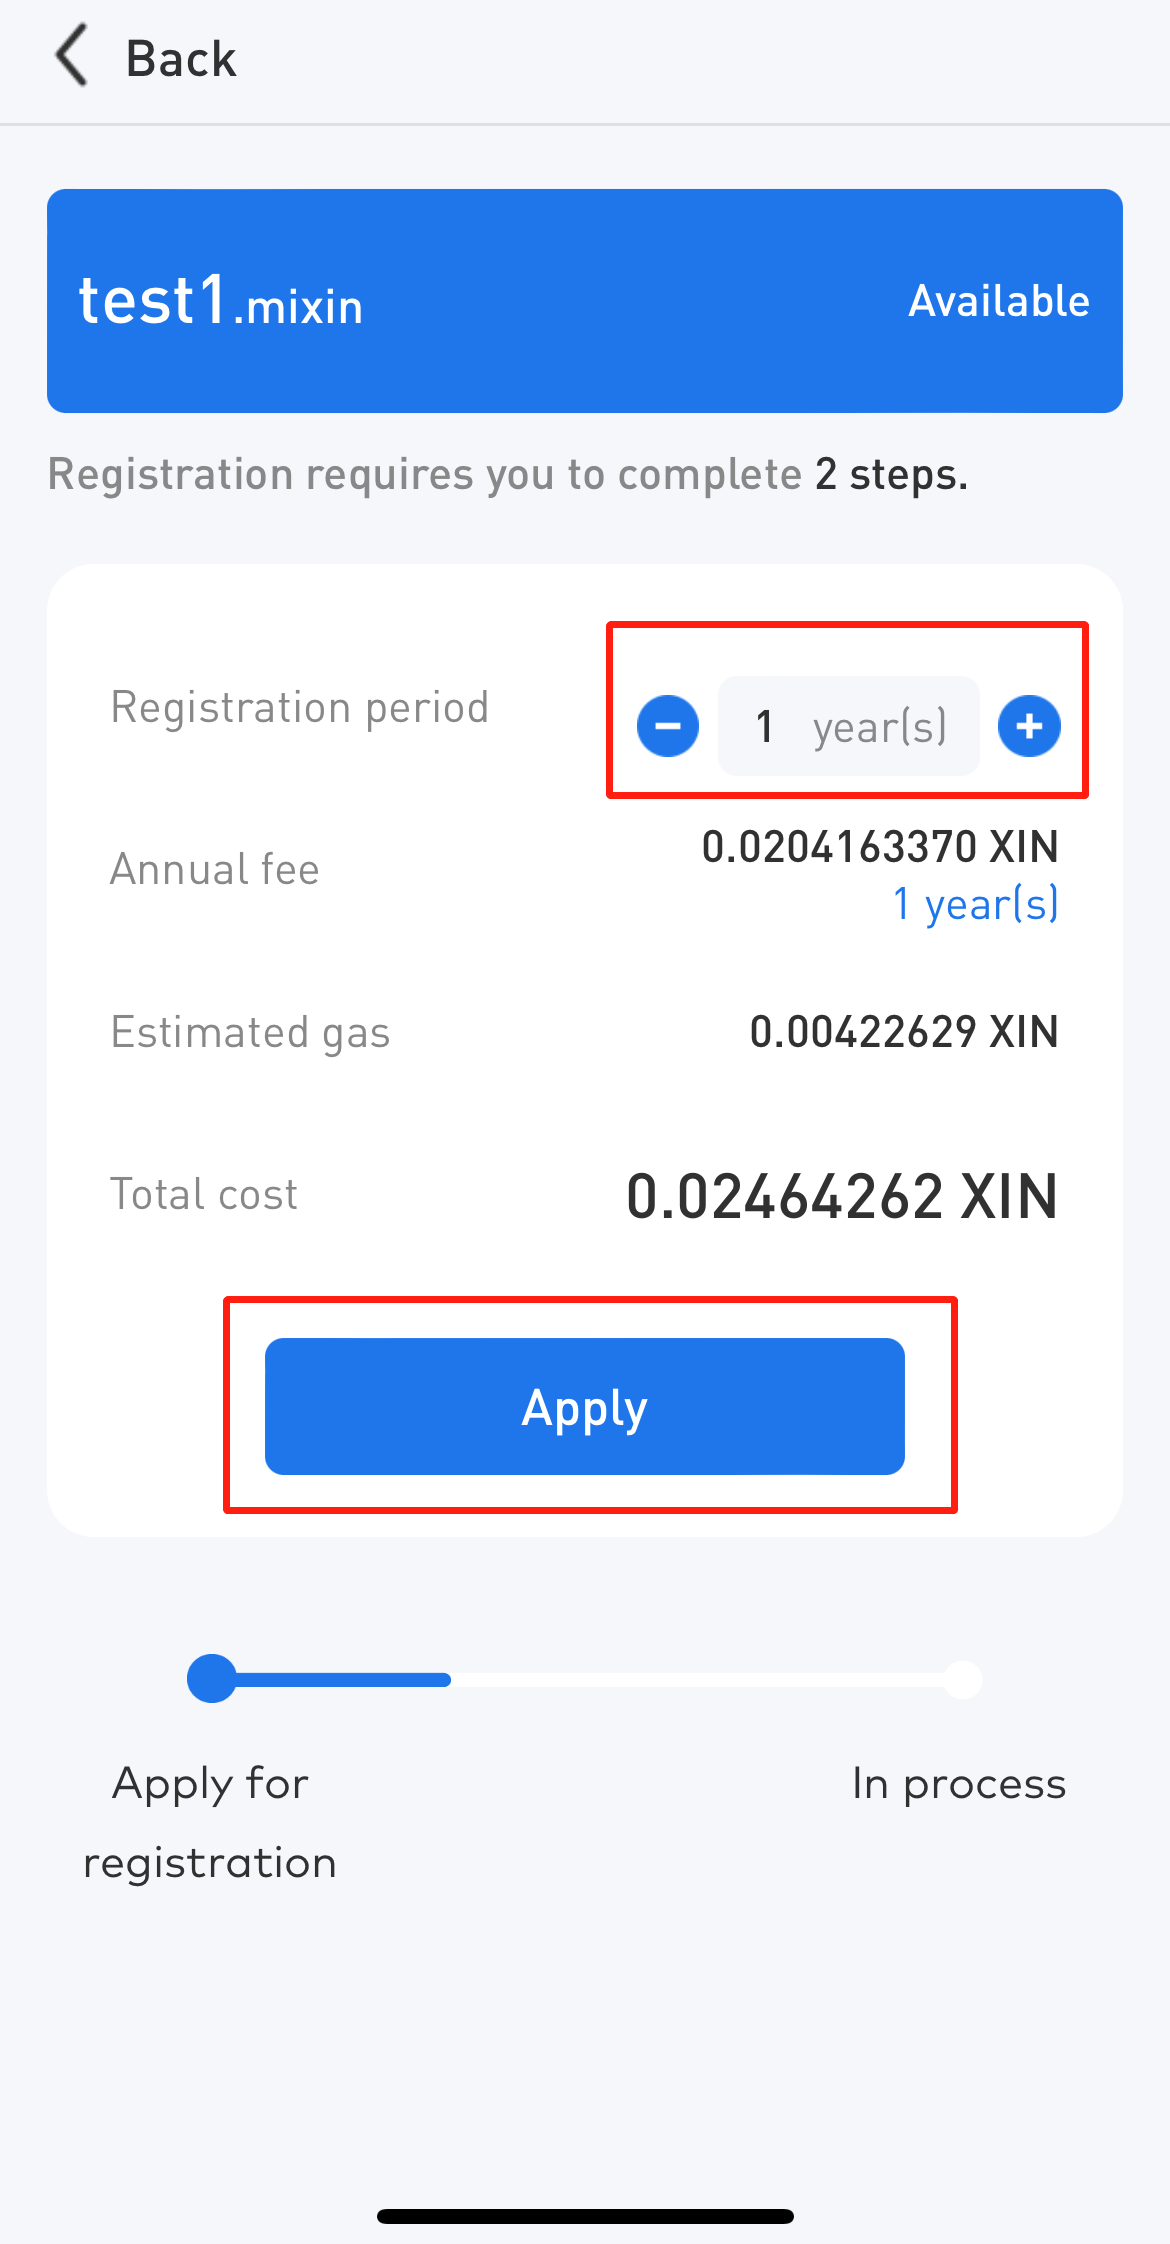 Back
test1.mixin
Available
Registration requires you to complete 2 steps.
Registration period
1 year(s)
Annual fee
0.0204163370 XIN
1 year(s)
Estimated gas
0.00422629 XIN
Total cost
0.02464262 XIN
Apply
Apply for
registration
In process